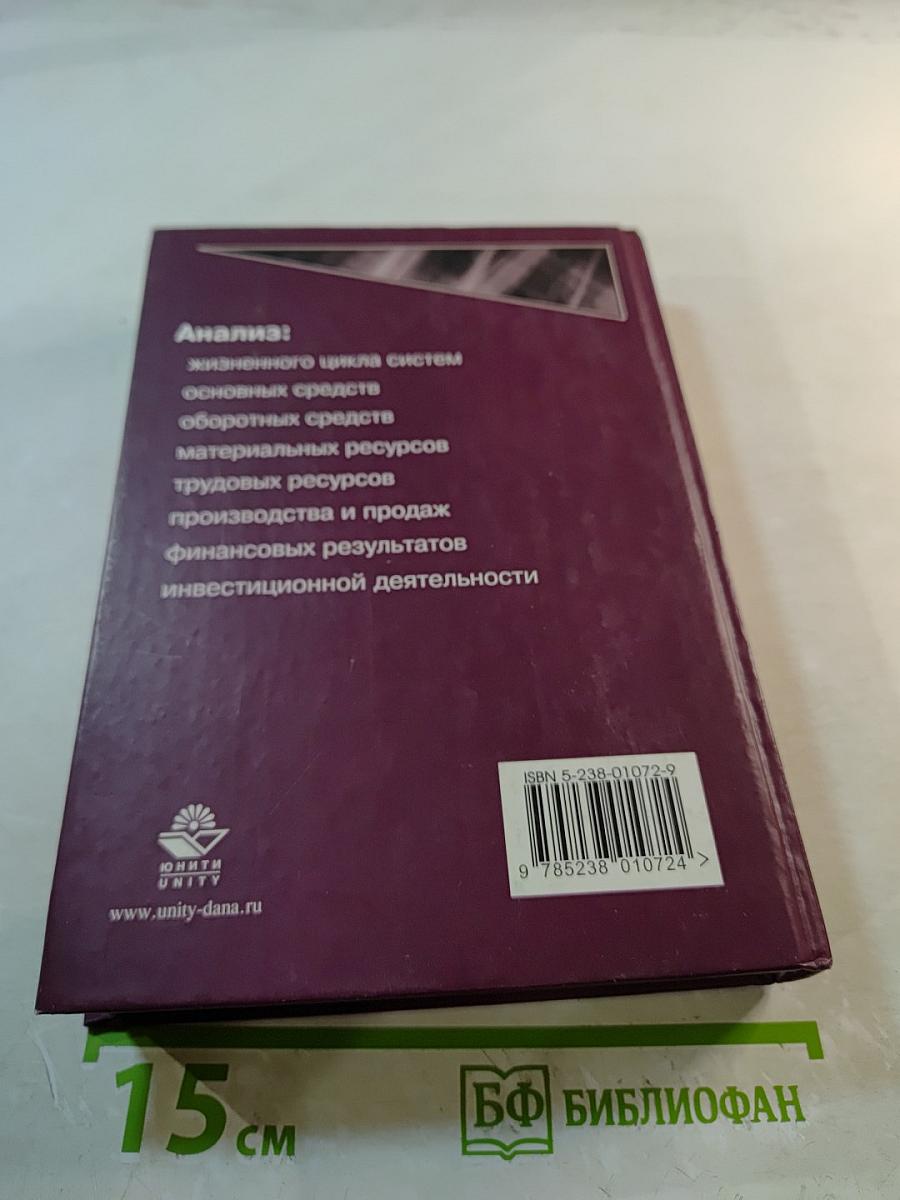 Анализ:
жизненного цикла систем
основных средств
оборотных средств
материальных ресурсов
трудовых ресурсов
производства и продаж
финансовых результатов
инвестиционной деятельности
ISBN 5-238-01072-9
9 785238 010724 >
ЮНИТИ
UNITY
www.unity-dana.ru
15 см
БФ БИБЛИОФАН